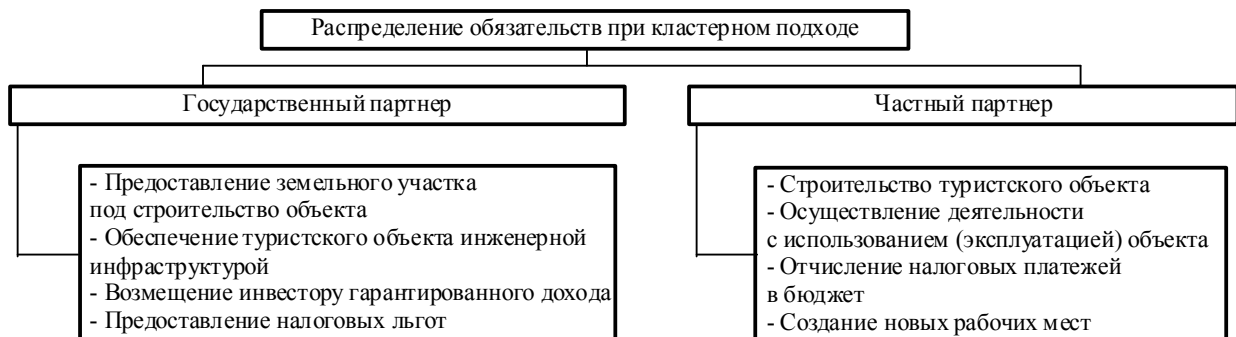 Распределение обязательств при кластерном подходе
Государственный партнер
- Предоставление земельного участка
под строительство объекта
- Обеспечение туристского объекта инженерной
инфраструктурой
- Возмещение инвестору гарантированного дохода
- Предоставление налоговых льгот
Частный партнер
- Строительство туристского объекта
- Осуществление деятельности
с использованием (эксплуатацией) объекта
- Отчисление налоговых платежей
в бюджет
- Создание новых рабочих мест